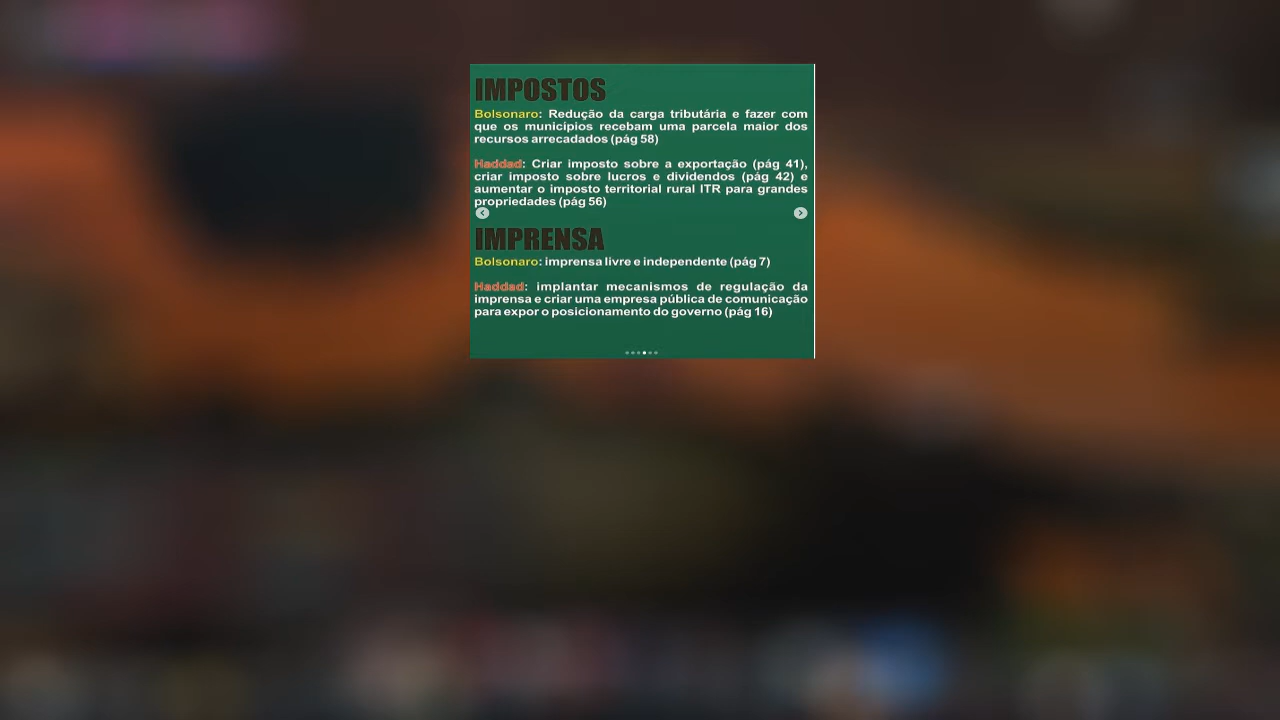 IMPOSTOS
Bolsonaro: Redução da carga tributária e fazer com
que os municípios recebam uma parcela maior dos
recursos arrecadados (pág 58)
Haddad: Criar imposto sobre a exportação (pág 41),
criar imposto sobre lucros e dividendos (pág 42) e
aumentar o imposto territorial rural ITR para grandes
propriedades (pág 56)
IMPRENSA
Bolsonaro: imprensa livre e independente (pág 7)
Haddad: implantar mecanismos de regulação da
imprensa e criar uma empresa pública de comunicação
para expor o posicionamento do governo (pág 16)